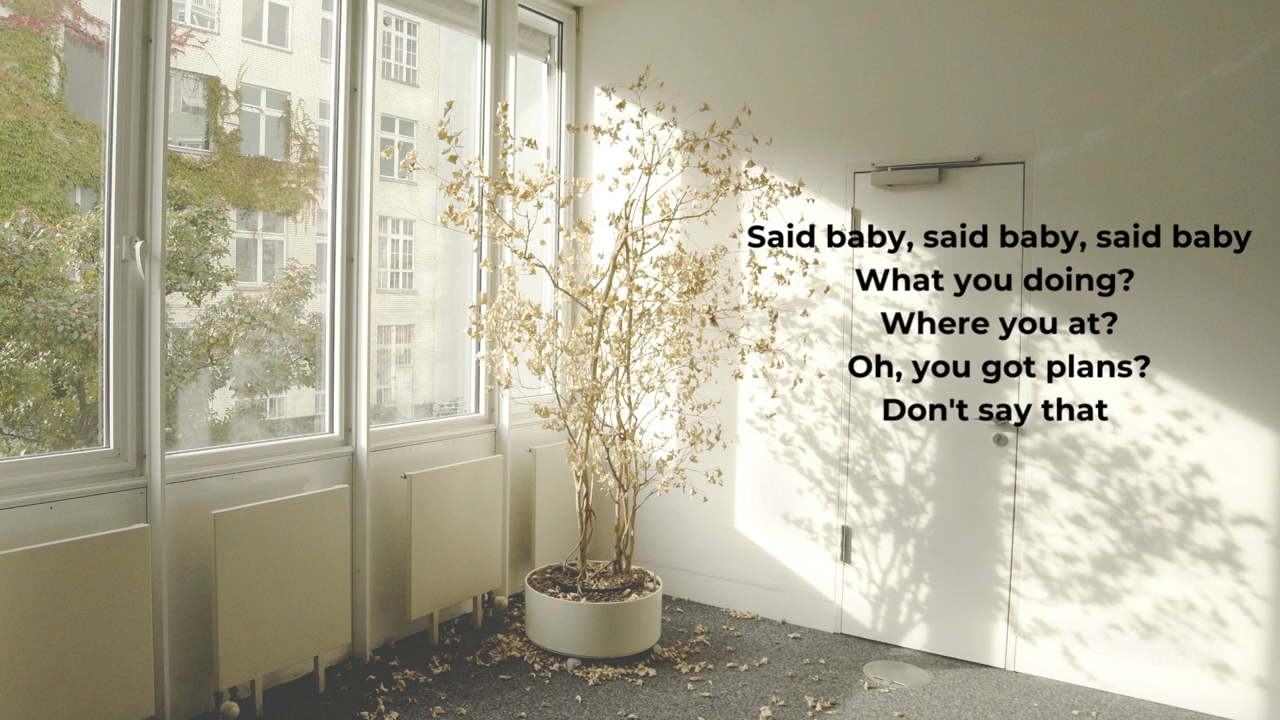 Said baby, said baby, said baby
What you doing?
Where you at?
Oh, you got plans?
Don't say that